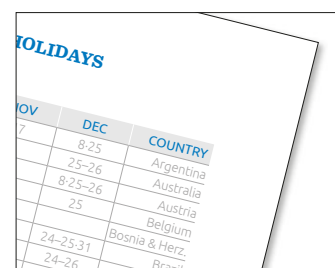 HOLIDAYS
NOV DEC COUNTRY
7 8·25 Argentina
25–26 Australia
8·25–26 Austria
25 Belgium
Bosnia & Herz.
24–25·31 Brazil
24–26